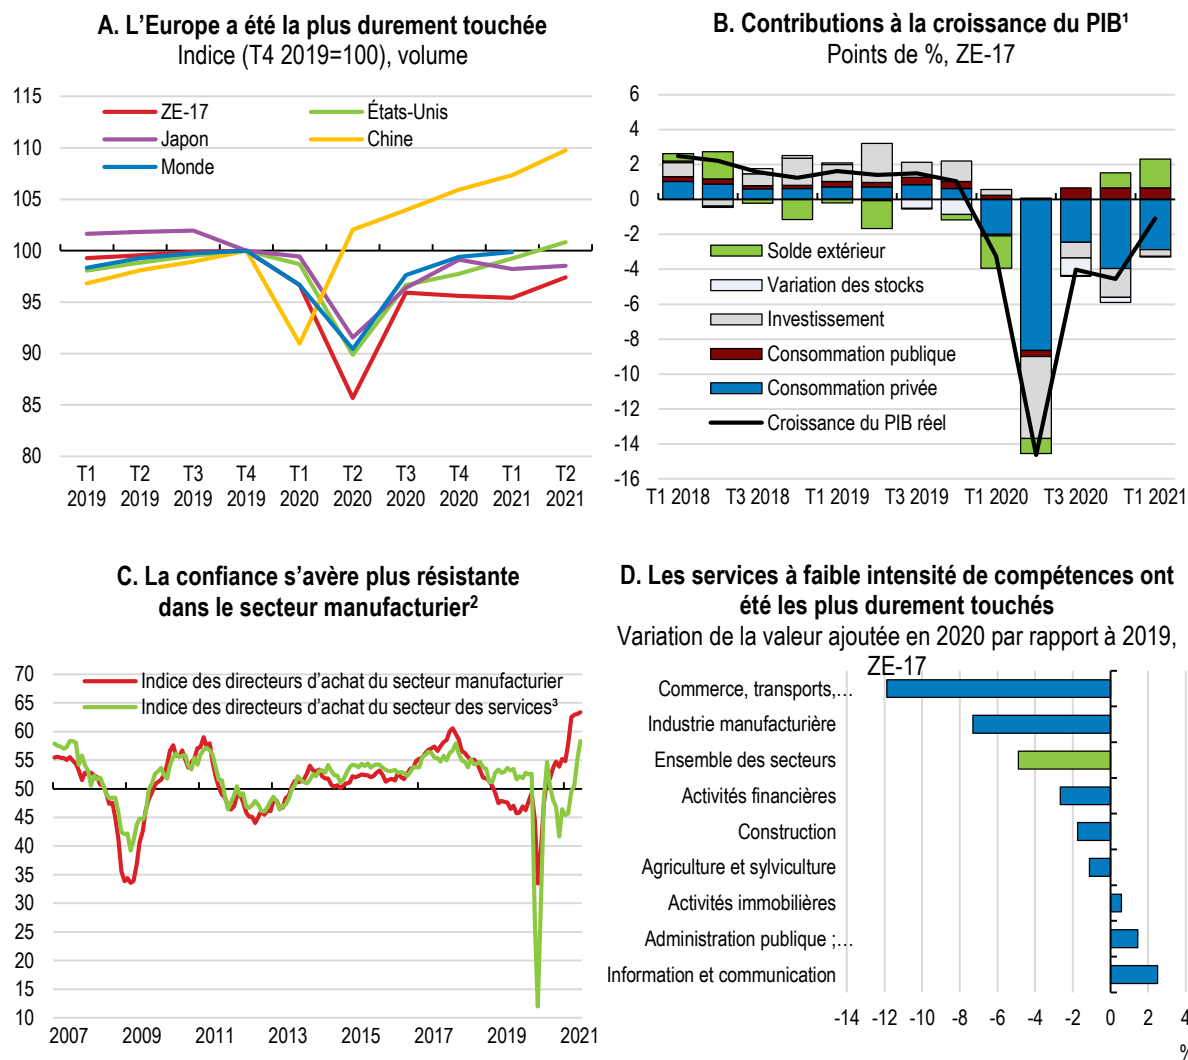 A. L'Europe a été la plus durement touchée
Indice (T4 2019=100), volume
115
110
105
100
95
90
85
80
ZE-17
États-Unis
Japon
Chine
Monde
T1 T2 T3 T4 T1 T2 T3 T4 T1 T2
2019 2019 2019 2019 2020 2020 2020 2020 2021 2021
B. Contributions à la croissance du PIB¹
Points de %, ZE-17
6
4
2
0
-2
-4
-6
-8
-10
-12
-14
-16
Solde extérieur
Variation des stocks
Investissement
Consommation publique
Consommation privée
Croissance du PIB réel
T1 2018 T3 2018 T1 2019 T3 2019 T1 2020 T3 2020 T1 2021
C. La confiance s'avère plus résistante
dans le secteur manufacturier²
70
65
60
55
50
45
40
35
30
25
20
15
10
Indice des directeurs d'achat du secteur manufacturier
Indice des directeurs d'achat du secteur des services³
2007 2009 2011 2013 2015 2017 2019 2021
D. Les services à faible intensité de compétences ont
été les plus durement touchés
Variation de la valeur ajoutée en 2020 par rapport à 2019,
ZE-17
Commerce, transports,...
Industrie manufacturière
Ensemble des secteurs
Activités financières
Construction
Agriculture et sylviculture
Activités immobilières
Administration publique ;...
Information et communication
-14 -12 -10 -8 -6 -4 -2 0 2 4
%